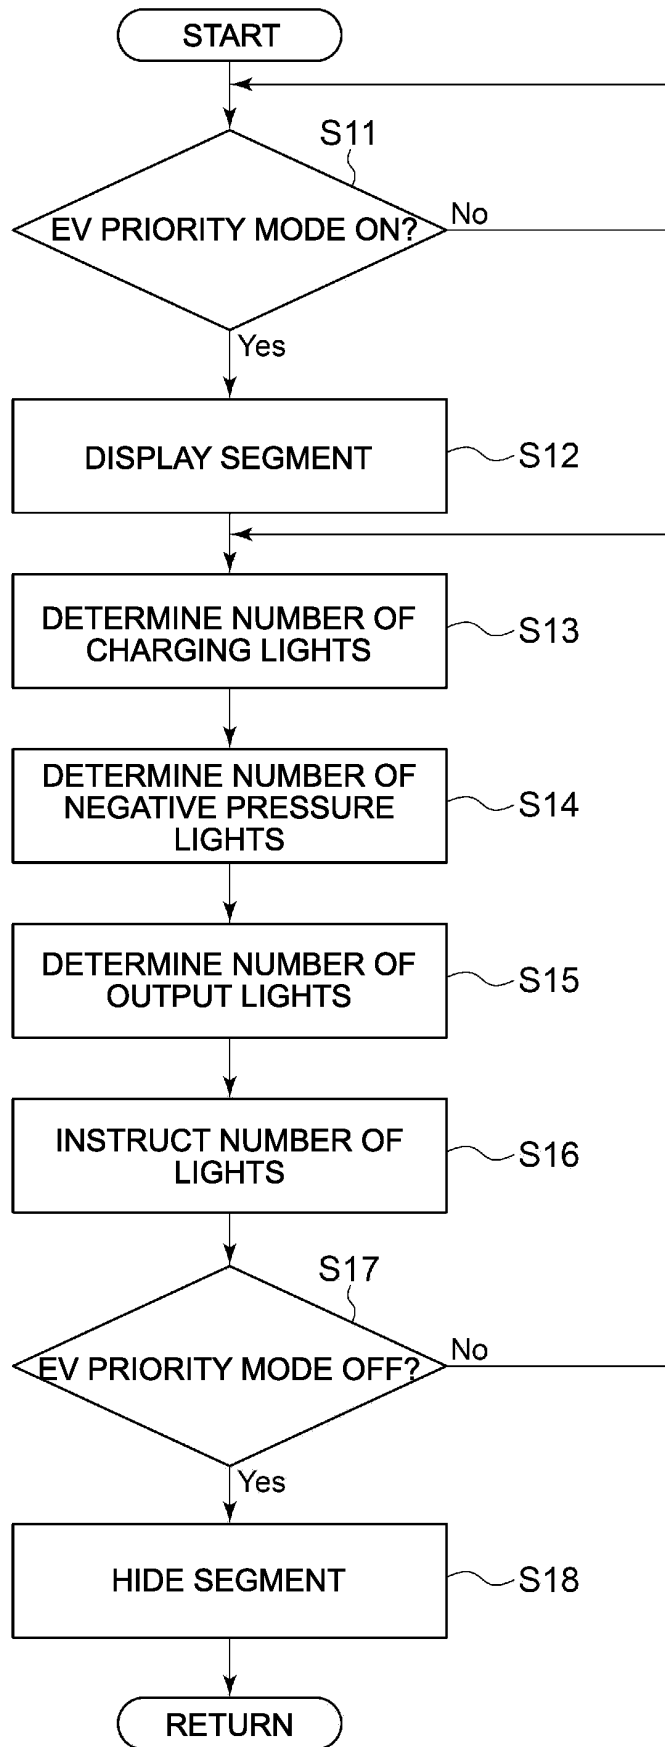 START
S11
EV PRIORITY MODE ON?
No
Yes
DISPLAY SEGMENT
S12
DETERMINE NUMBER OF
CHARGING LIGHTS
S13
DETERMINE NUMBER OF
NEGATIVE PRESSURE
LIGHTS
S14
DETERMINE NUMBER OF
OUTPUT LIGHTS
S15
INSTRUCT NUMBER OF
LIGHTS
S16
S17
EV PRIORITY MODE OFF?
No
Yes
HIDE SEGMENT
S18
RETURN